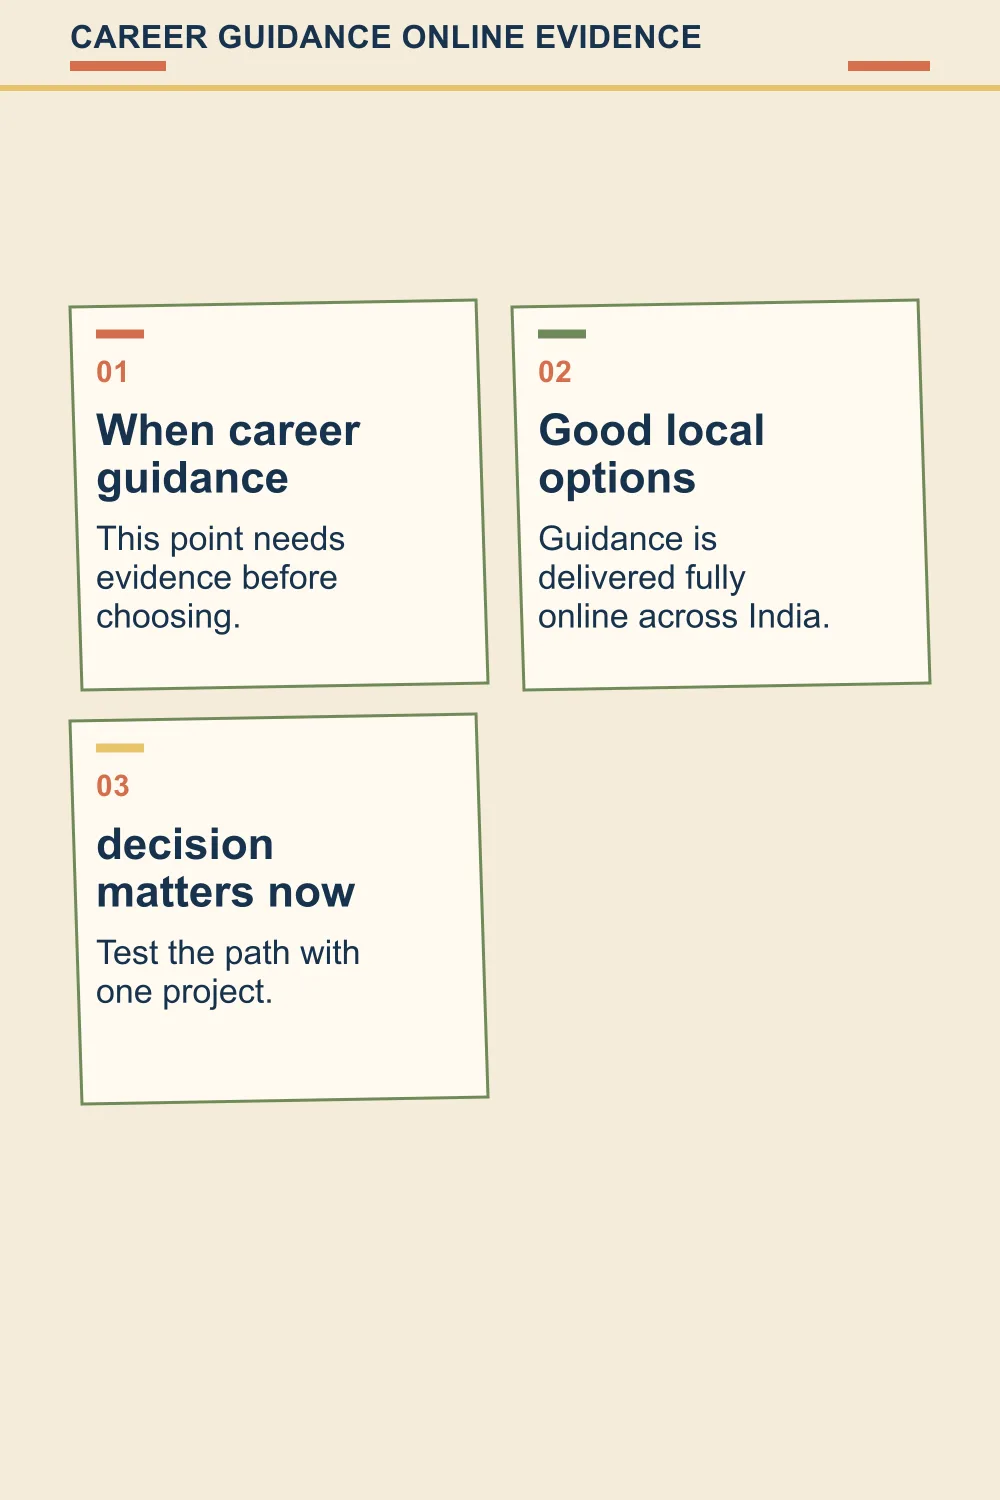 CAREER GUIDANCE ONLINE EVIDENCE
01
When career
guidance
This point needs
evidence before
choosing.
02
Good local
options
Guidance is
delivered fully
online across India.
03
decision
matters now
Test the path with
one project.